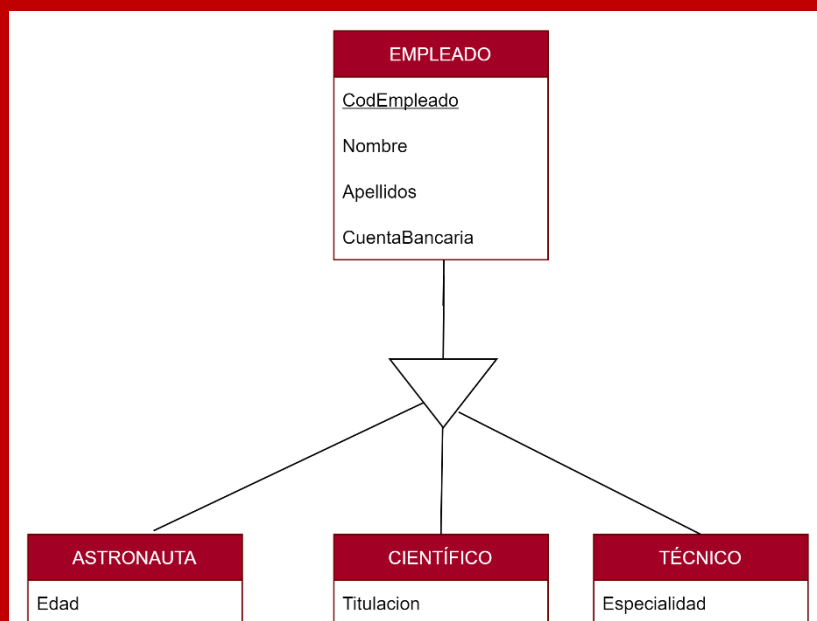 EMPLEADO
CodEmpleado
Nombre
Apellidos
CuentaBancaria
ASTRONAUTA
Edad
CIENTÍFICO
Titulacion
TÉCNICO
Especialidad